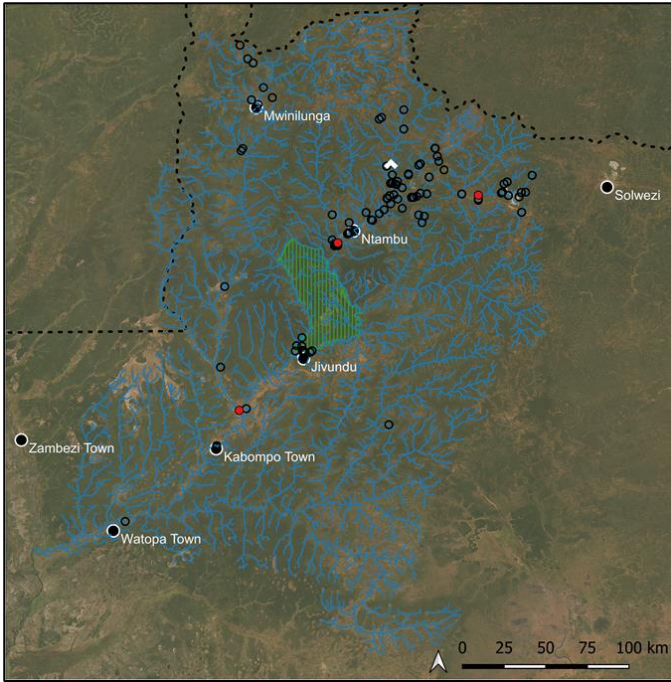 Mwinilunga
Solwezi
Ntambu
Jivundu
Zambezi Town
Kabompo Town
Watopa Town
0 25 50 75 100 km